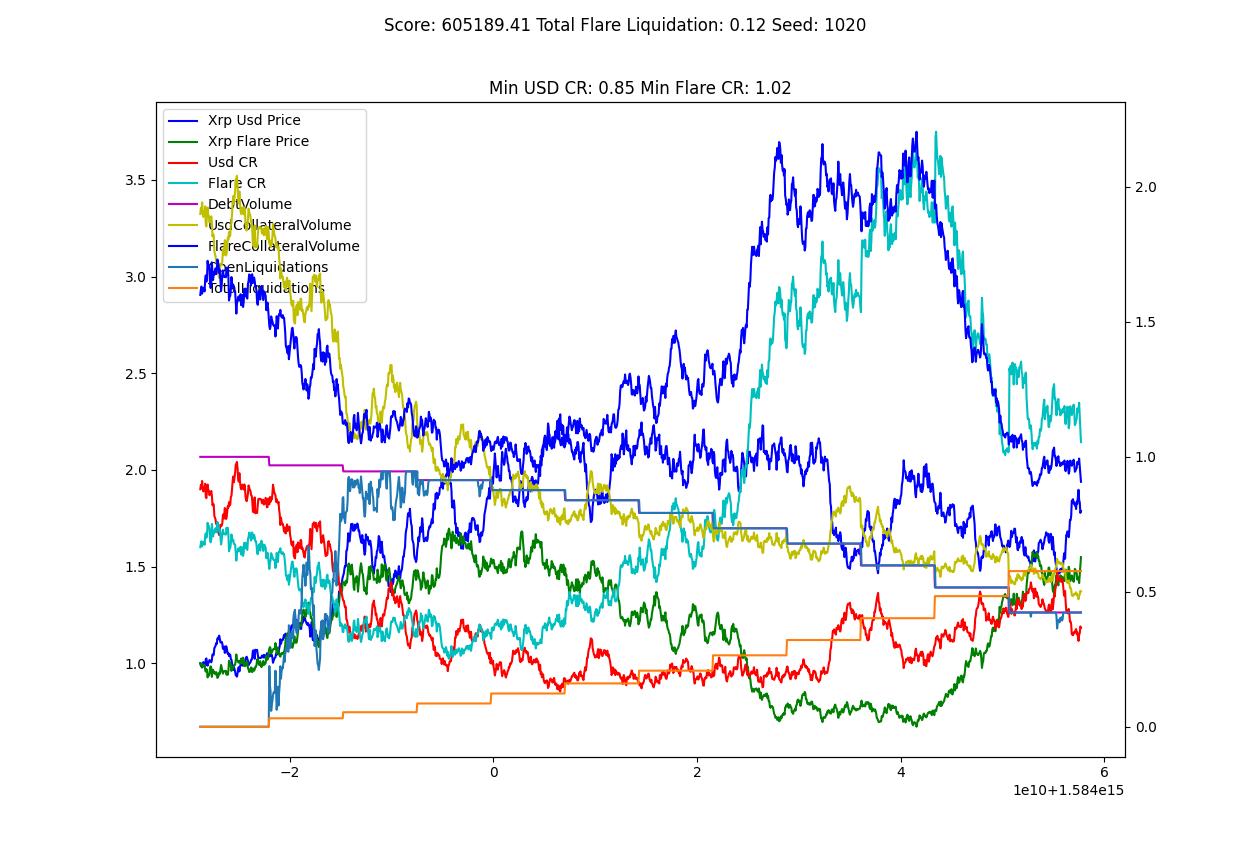 Score: 605189.41 Total Flare Liquidation: 0.12 Seed: 1020
Min USD CR: 0.85 Min Flare CR: 1.02
Xrp Usd Price
Xrp Flare Price
Usd CR
Flare CR
DebtVolume
UsdCollateralVolume
FlareCollateralVolume
OpenLiquidations
TotalLiquidations
3.5
3.0
2.5
2.0
1.5
1.0
2.0
1.5
1.0
0.5
0.0
−2
0
2
4
6
1e10+1.584e15